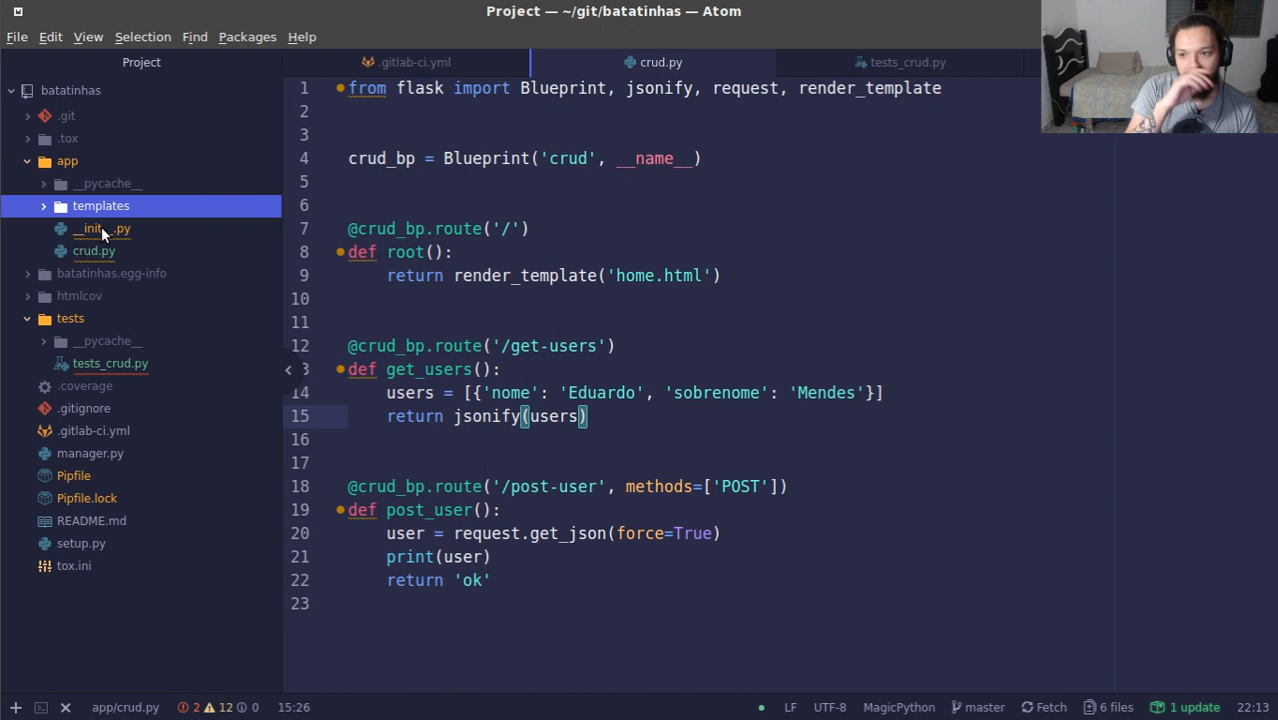 Project — ~/git/batatinhas — Atom
File Edit View Selection Find Packages Help
Project
.gitlab-ci.yml crud.py tests_crud.py
batatinhas
.git
.tox
app
__pycache__
templates
__init__.py
crud.py
batatinhas.egg-info
htmlcov
tests
__pycache__
tests_crud.py
.coverage
.gitignore
.gitlab-ci.yml
manager.py
Pipfile
Pipfile.lock
README.md
setup.py
tox.ini
1 from flask import Blueprint, jsonify, request, render_template
2
3
4 crud_bp = Blueprint('crud', __name__)
5
6
7 @crud_bp.route('/')
8 def root():
9 return render_template('home.html')
10
11
12 @crud_bp.route('/get-users')
3 def get_users():
14 users = [{'nome': 'Eduardo', 'sobrenome': 'Mendes'}]
15 return jsonify(users)
16
17
18 @crud_bp.route('/post-user', methods=['POST'])
19 def post_user():
20 user = request.get_json(force=True)
21 print(user)
22 return 'ok'
23
app/crud.py 2 12 0 15:26 LF UTF-8 MagicPython master Fetch 6 files 1 update 22:13